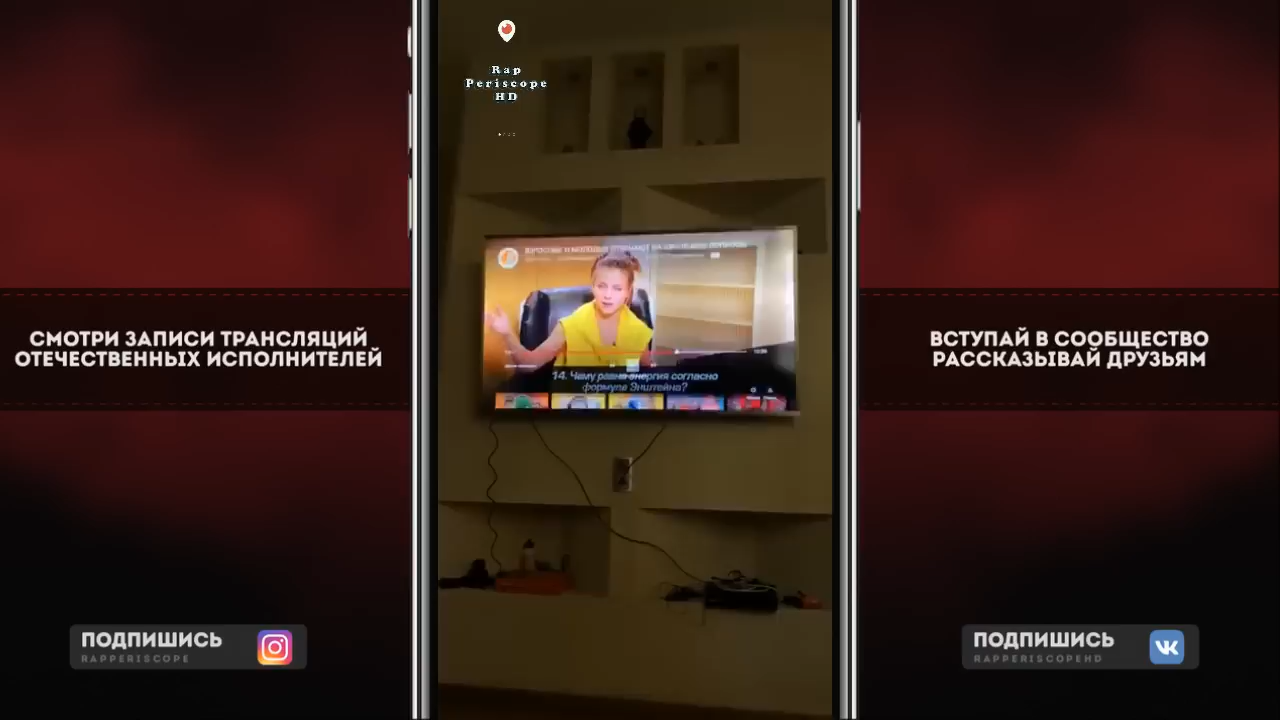 Rap
Periscope
HD
СМОТРИ ЗАПИСИ ТРАНСЛЯЦИЙ
ОТЕЧЕСТВЕННЫХ ИСПОЛНИТЕЛЕЙ
ВСТУПАЙ В СООБЩЕСТВО
РАССКАЗЫВАЙ ДРУЗЬЯМ
14. Чему равна энергия согласно
формуле Энштейна?
ПОДПИШИСЬ
RAPPERISCOPE
ПОДПИШИСЬ
RAPPERISCOPEHD